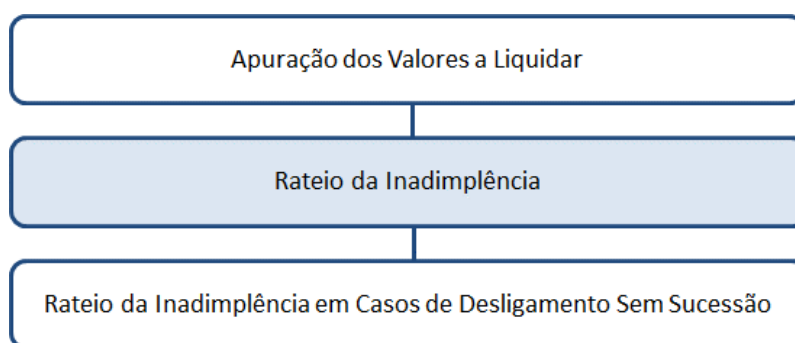 Apuração dos Valores a Liquidar
Rateio da Inadimplência
Rateio da Inadimplência em Casos de Desligamento Sem Sucessão